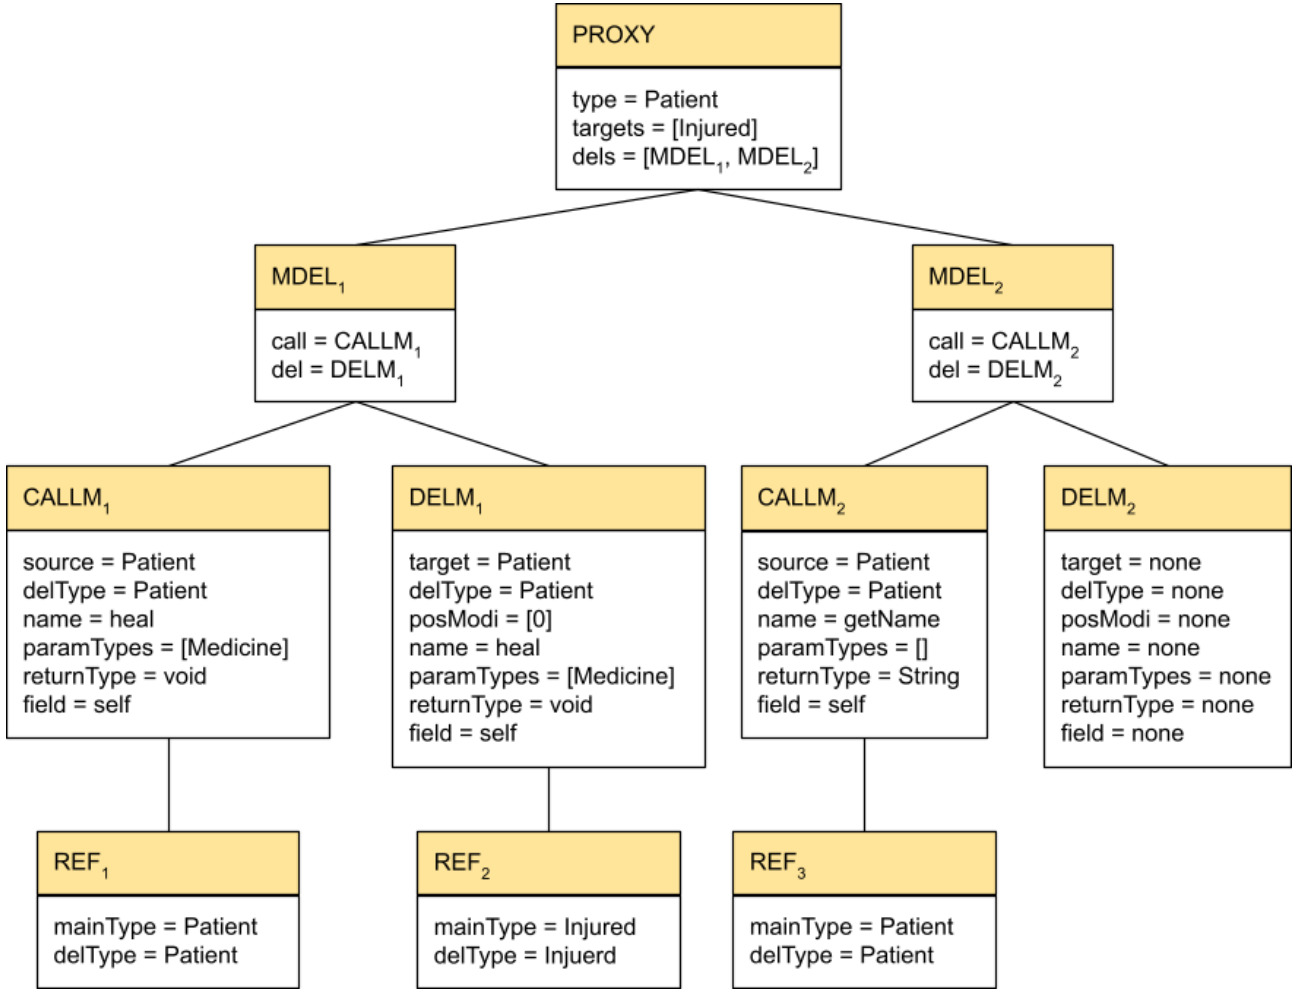 PROXY
type = Patient
targets = [Injured]
dels = [MDEL₁, MDEL₂]
MDEL₁
call = CALLM₁
del = DELM₁
MDEL₂
call = CALLM₂
del = DELM₂
CALLM₁
source = Patient
delType = Patient
name = heal
paramTypes = [Medicine]
returnType = void
field = self
DELM₁
target = Patient
delType = Patient
posModi = [0]
name = heal
paramTypes = [Medicine]
returnType = void
field = self
CALLM₂
source = Patient
delType = Patient
name = getName
paramTypes = []
returnType = String
field = self
DELM₂
target = none
delType = none
posModi = none
name = none
paramTypes = none
returnType = none
field = none
REF₁
mainType = Patient
delType = Patient
REF₂
mainType = Injured
delType = Injuerd
REF₃
mainType = Patient
delType = Patient